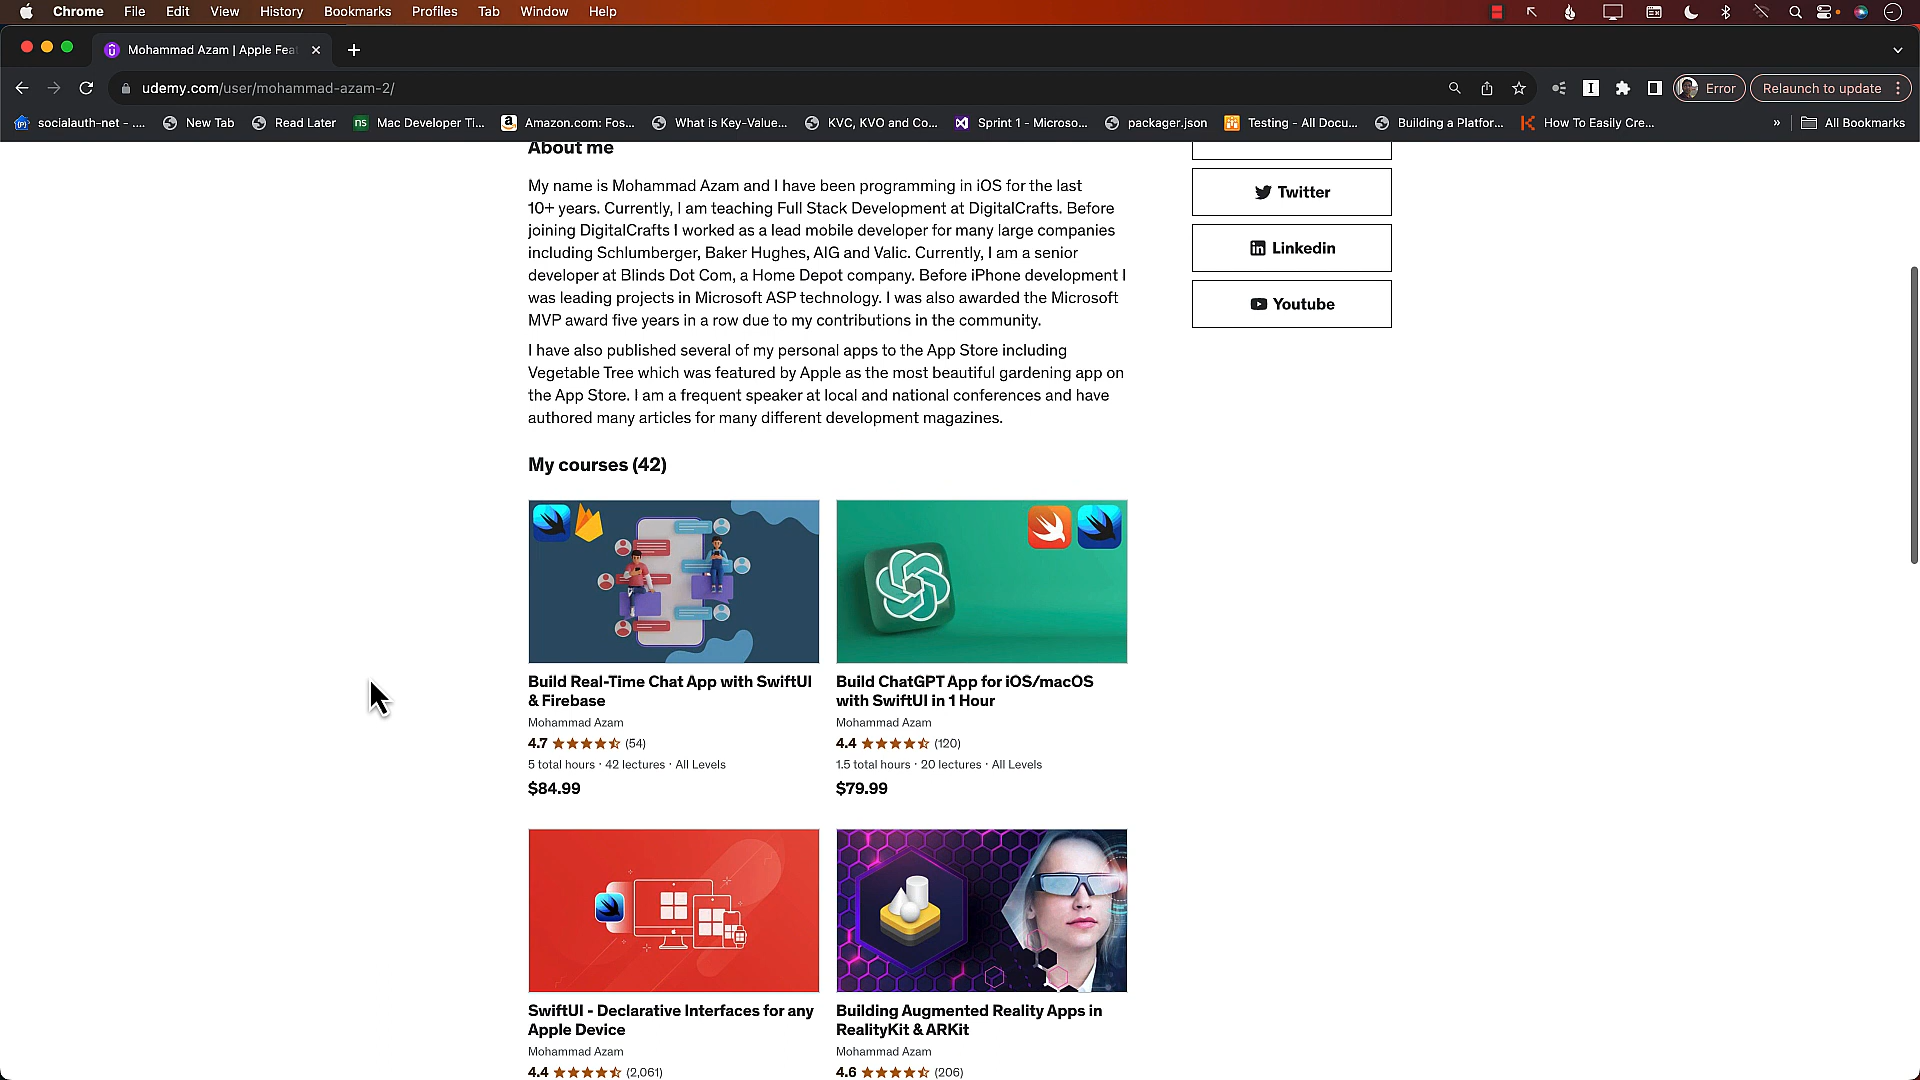 Chrome File Edit View History Bookmarks Profiles Tab Window Help
Mohammad Azam | Apple Fea
udemy.com/user/mohammad-azam-2/
Error
Relaunch to update
socialauth-net - .... New Tab Read Later Mac Developer Ti... Amazon.com: Fos... What is Key-Value... KVC, KVO and Co... Sprint 1 - Microso... packager.json Testing - All Docu... Building a Platfor... How To Easily Cre... » All Bookmarks
About me
My name is Mohammad Azam and I have been programming in iOS for the last
10+ years. Currently, I am teaching Full Stack Development at DigitalCrafts. Before
joining DigitalCrafts I worked as a lead mobile developer for many large companies
including Schlumberger, Baker Hughes, AIG and Valic. Currently, I am a senior
developer at Blinds Dot Com, a Home Depot company. Before iPhone development I
was leading projects in Microsoft ASP technology. I was also awarded the Microsoft
MVP award five years in a row due to my contributions in the community.
I have also published several of my personal apps to the App Store including
Vegetable Tree which was featured by Apple as the most beautiful gardening app on
the App Store. I am a frequent speaker at local and national conferences and have
authored many articles for many different development magazines.
Twitter
Linkedin
Youtube
My courses (42)
Build Real-Time Chat App with SwiftUI
& Firebase
Mohammad Azam
4.7 (54)
5 total hours · 42 lectures · All Levels
$84.99
Build ChatGPT App for iOS/macOS
with SwiftUI in 1 Hour
Mohammad Azam
4.4 (120)
1.5 total hours · 20 lectures · All Levels
$79.99
SwiftUI - Declarative Interfaces for any
Apple Device
Mohammad Azam
4.4 (2,061)
Building Augmented Reality Apps in
RealityKit & ARKit
Mohammad Azam
4.6 (206)